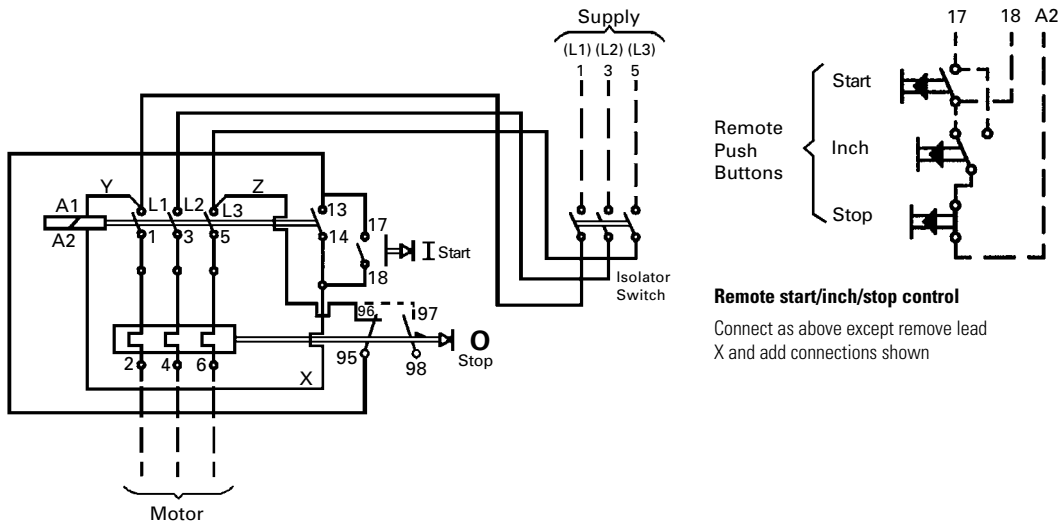 Supply
(L1) (L2) (L3)
1 3 5
Isolator
Switch
Y L1 L2 Z
A1 L3 13
A2 1 3 5 14 17
18
I Start
96 97
O
Stop
95 98
2 4 6
X
Motor
17 18 A2
Start
Remote
Push
Buttons
Inch
Stop
Remote start/inch/stop control
Connect as above except remove lead
X and add connections shown